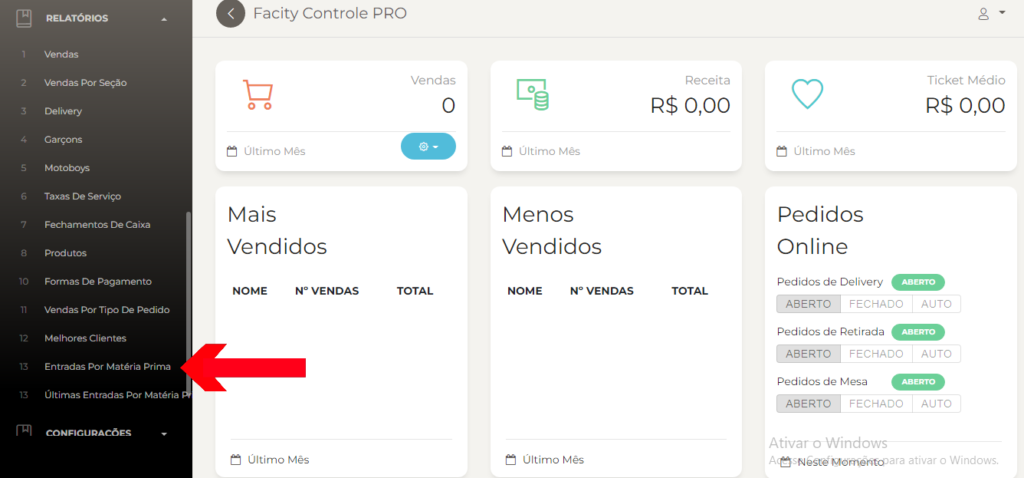 RELATÓRIOS
1 Vendas
2 Vendas Por Seção
3 Delivery
4 Garçons
5 Motoboys
6 Taxas De Serviço
7 Fechamentos De Caixa
8 Produtos
10 Formas De Pagamento
11 Vendas Por Tipo De Pedido
12 Melhores Clientes
13 Entradas Por Matéria Prima
13 Últimas Entradas Por Matéria Pr
CONFIGURAÇÕES
Facity Controle PRO
Vendas
0
Último Mês
Receita
R$ 0,00
Último Mês
Ticket Médio
R$ 0,00
Último Mês
Mais
Vendidos
NOME Nº VENDAS TOTAL
Último Mês
Menos
Vendidos
NOME Nº VENDAS TOTAL
Último Mês
Pedidos
Online
Pedidos de Delivery ABERTO
ABERTO FECHADO AUTO
Pedidos de Retirada ABERTO
ABERTO FECHADO AUTO
Pedidos de Mesa ABERTO
ABERTO FECHADO AUTO
Neste Momento
Ativar o Windows
Acesse Configurações para ativar o Windows.